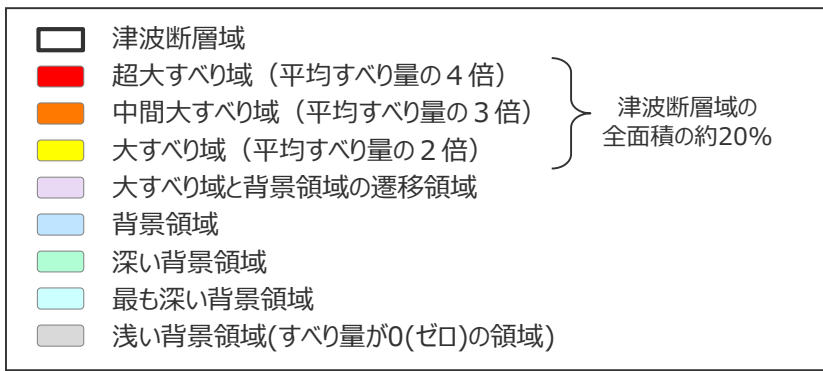 津波断層域
超大すべり域（平均すべり量の４倍）
中間大すべり域（平均すべり量の３倍）
大すべり域（平均すべり量の２倍）
津波断層域の
全面積の約20%
大すべり域と背景領域の遷移領域
背景領域
深い背景領域
最も深い背景領域
浅い背景領域(すべり量が0(ゼロ)の領域)